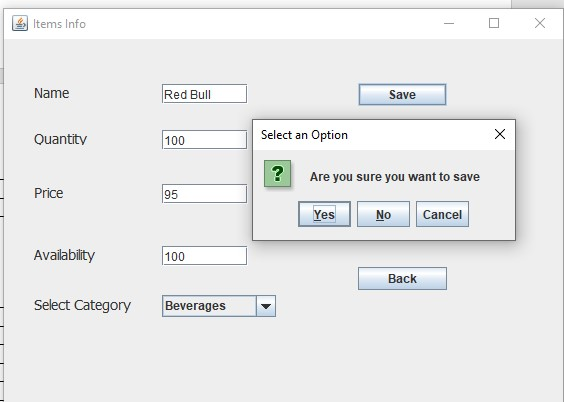 Items Info
Name
Red Bull
Save
Quantity
100
Select an Option
?
Are you sure you want to save
Yes
No
Cancel
Price
95
Availability
100
Back
Select Category
Beverages